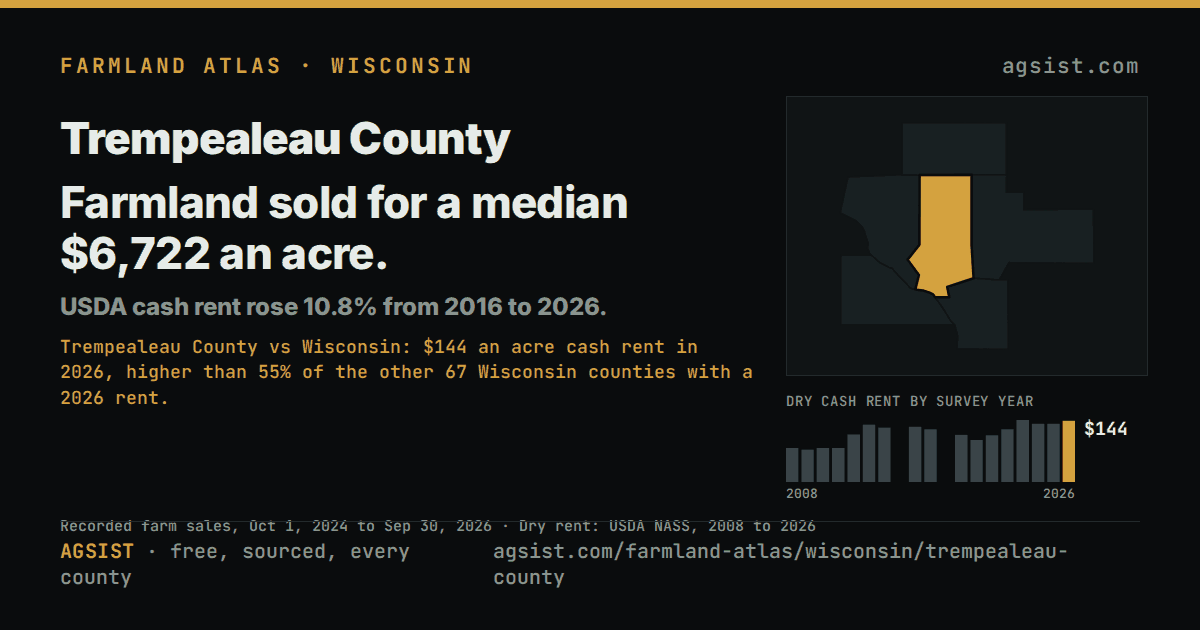 FARMLAND ATLAS · WISCONSIN
agsist.com
Trempealeau County
Farmland sold for a median
$6,722 an acre.
USDA cash rent rose 10.8% from 2016 to 2026.
Trempealeau County vs Wisconsin: $144 an acre cash rent in
2026, higher than 55% of the other 67 Wisconsin counties with a
2026 rent.
DRY CASH RENT BY SURVEY YEAR
$144
2008
2026
Recorded farm sales, Oct 1, 2024 to Sep 30, 2026 · Dry rent: USDA NASS, 2008 to 2026
AGSIST · free, sourced, every
county
agsist.com/farmland-atlas/wisconsin/trempealeau-
county